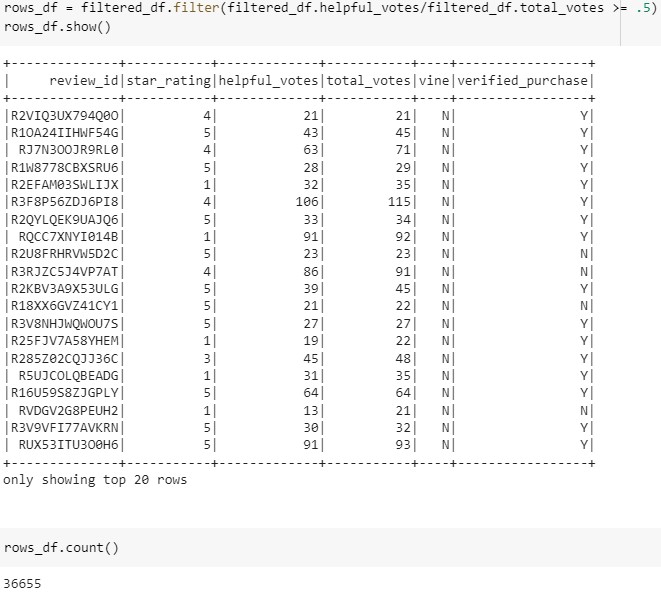 rows_df = filtered_df.filter(filtered_df.helpful_votes/filtered_df.total_votes >= .5)
rows_df.show()
+--------------+-----------+-------------+-----------+----+-----------------+
|     review_id|star_rating|helpful_votes|total_votes|vine|verified_purchase|
+--------------+-----------+-------------+-----------+----+-----------------+
|R2VIQ3UX794Q0O|          4|           21|         21|   N|                Y|
|R1OA24IIHWF54G|          5|           43|         45|   N|                Y|
| RJ7N3OOJR9RL0|          4|           63|         71|   N|                Y|
|R1W8778CBXSRU6|          5|           28|         29|   N|                Y|
|R2EFAM03SWLIJX|          1|           32|         35|   N|                Y|
|R3F8P56ZDJ6PI8|          4|          106|        115|   N|                Y|
|R2QYLQEK9UAJQ6|          5|           33|         34|   N|                Y|
| RQCC7XNYI014B|          1|           91|         92|   N|                Y|
|R2U8FRHRVW5D2C|          5|           23|         23|   N|                N|
|R3RJZC5J4VP7AT|          4|           86|         91|   N|                N|
|R2KBV3A9X53ULG|          5|           39|         45|   N|                Y|
|R18XX6GVZ41CY1|          5|           21|         22|   N|                N|
|R3V8NHJWQWOU7S|          5|           27|         27|   N|                Y|
|R25FJV7A58YHEM|          1|           19|         22|   N|                Y|
|R285Z02CQJJ36C|          3|           45|         48|   N|                Y|
| R5UJCOLQBEADG|          1|           31|         35|   N|                Y|
|R16U59S8ZJGPLY|          5|           64|         64|   N|                Y|
| RVDGV2G8PEUH2|          1|           13|         21|   N|                N|
|R3V9VFI77AVKRN|          5|           30|         32|   N|                Y|
| RUX53ITU3O0H6|          5|           91|         93|   N|                Y|
+--------------+-----------+-------------+-----------+----+-----------------+
only showing top 20 rows
rows_df.count()
36655